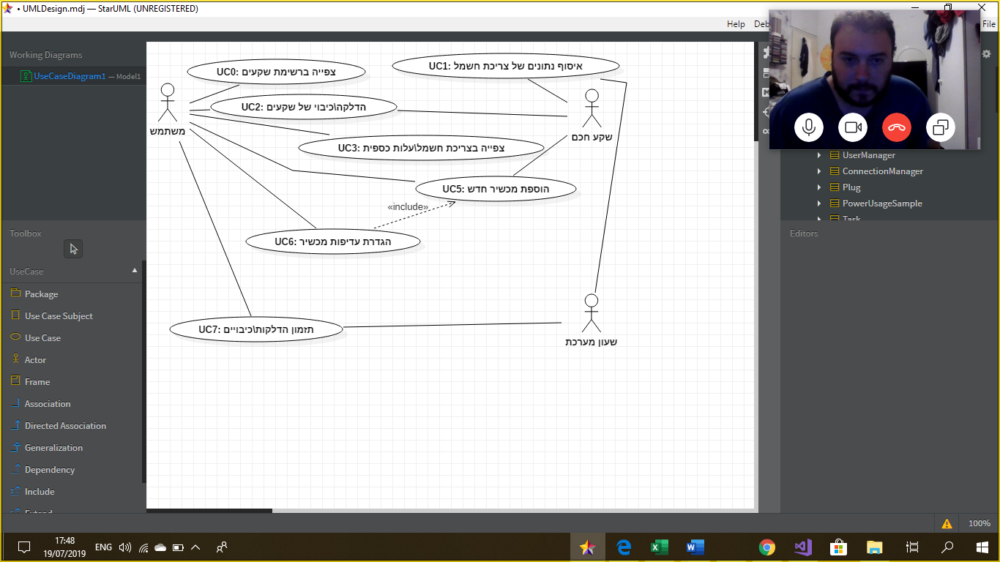 • UMLDesign.mdj — StarUML (UNREGISTERED)
Help
File
Working Diagrams
UseCaseDiagram1 — Model1
UC0: צפייה ברשימת שקעים
UC1: איסוף נתונים של צריכת חשמל
UC2: הדלקה\כיבוי של שקעים
משתמש
שקע חכם
UC3: צפייה בצריכת חשמל\עלות כספית
UC5: הוספת מכשיר חדש
«include»
UC6: הגדרת עדיפות מכשיר
UC7: תזמון הדלקות\כיבויים
שעון מערכת
UserManager
ConnectionManager
Plug
PowerUsageSample
Task
Editors
Toolbox
UseCase
Package
Use Case Subject
Use Case
Actor
Frame
Association
Directed Association
Generalization
Dependency
Include
Extend
100%
17:48
19/07/2019
ENG